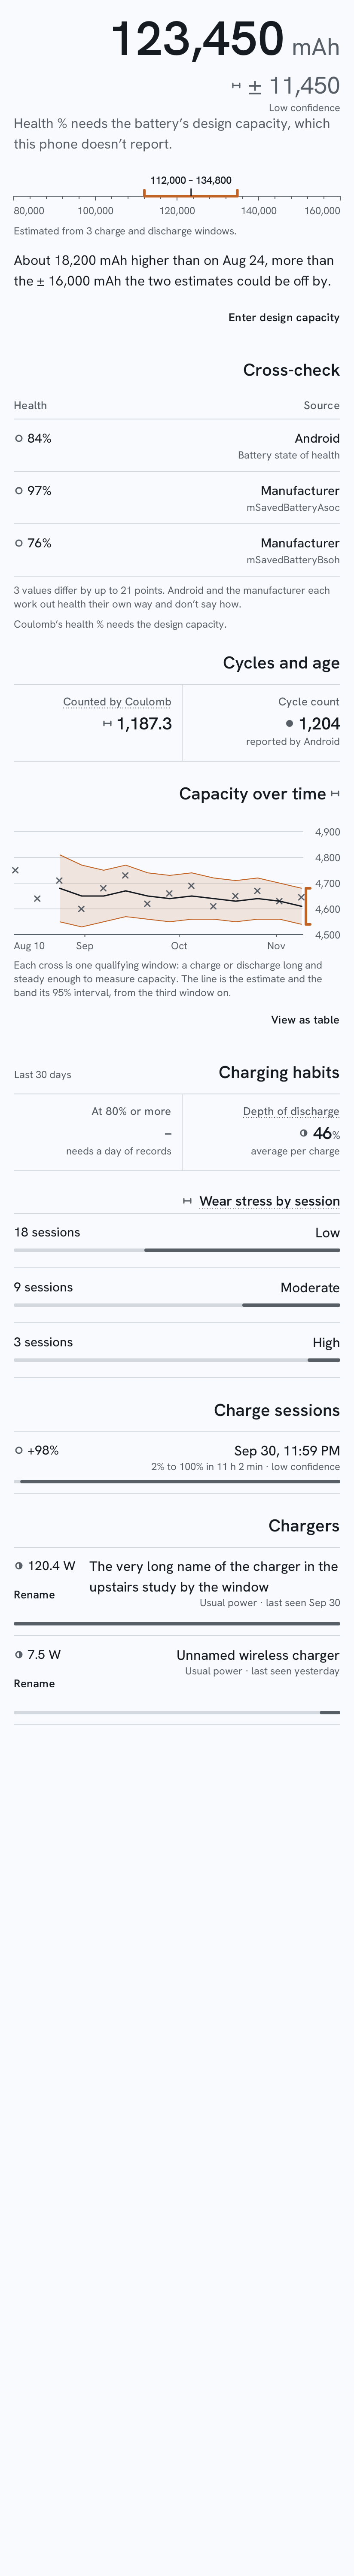 123,450 mAh
± 11,450
Low confidence
Health % needs the battery’s design capacity, which
this phone doesn’t report.
112,000 – 134,800
80,000 100,000 120,000 140,000 160,000
Estimated from 3 charge and discharge windows.
About 18,200 mAh higher than on Aug 24, more than
the ± 16,000 mAh the two estimates could be off by.
Enter design capacity
Cross-check
Health Source
84% Android
Battery state of health
97% Manufacturer
mSavedBatteryAsoc
76% Manufacturer
mSavedBatteryBsoh
3 values differ by up to 21 points. Android and the manufacturer each
work out health their own way and don’t say how.
Coulomb’s health % needs the design capacity.
Cycles and age
Counted by Coulomb Cycle count
1,187.3 1,204
reported by Android
Capacity over time
4,900
4,800
4,700
4,600
4,500
Aug 10 Sep Oct Nov
Each cross is one qualifying window: a charge or discharge long and
steady enough to measure capacity. The line is the estimate and the
band its 95% interval, from the third window on.
View as table
Last 30 days Charging habits
At 80% or more Depth of discharge
– 46%
needs a day of records average per charge
Wear stress by session
18 sessions Low
9 sessions Moderate
3 sessions High
Charge sessions
+98% Sep 30, 11:59 PM
2% to 100% in 11 h 2 min · low confidence
Chargers
120.4 W The very long name of the charger in the
upstairs study by the window
Rename Usual power · last seen Sep 30
7.5 W Unnamed wireless charger
Usual power · last seen yesterday
Rename